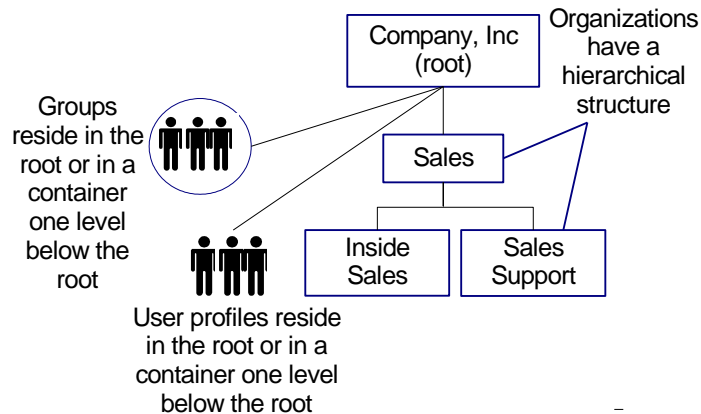 Company, Inc
(root)
Organizations
have a
hierarchical
structure
Groups
reside in the
root or in a
container
one level
below the
root
Sales
Inside
Sales
Sales
Support
User profiles reside
in the root or in a
container one level
below the root